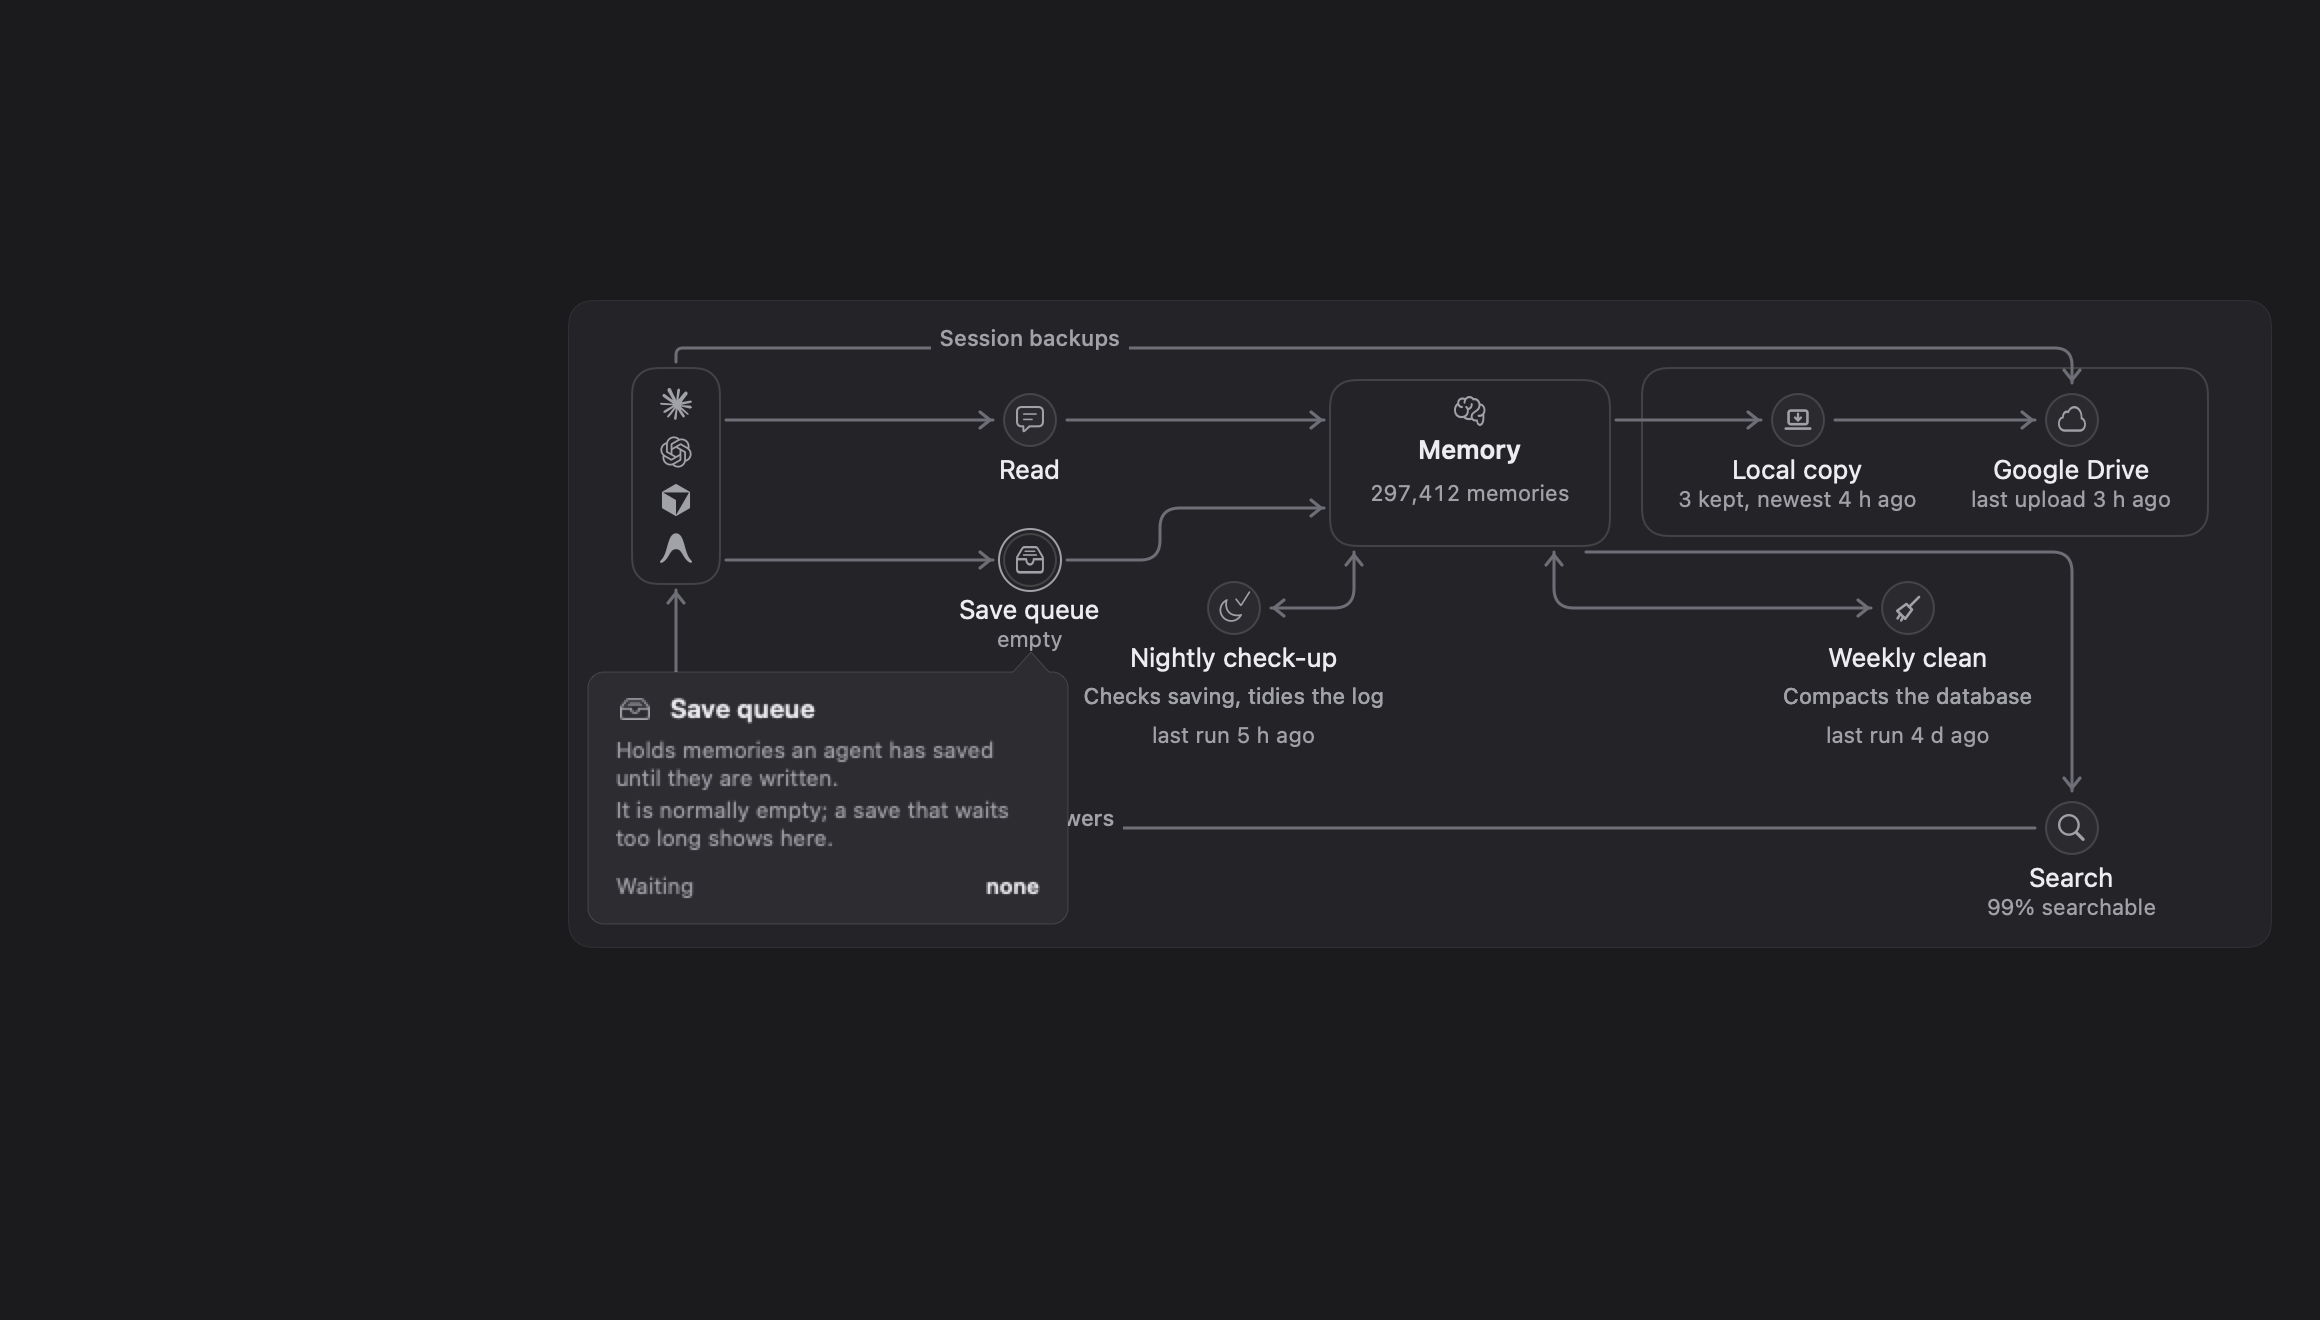 Session backups
Read
Memory
297,412 memories
Local copy
3 kept, newest 4 h ago
Google Drive
last upload 3 h ago
Save queue
empty
Nightly check-up
Checks saving, tidies the log
last run 5 h ago
Weekly clean
Compacts the database
last run 4 d ago
Save queue
Holds memories an agent has saved
until they are written.
It is normally empty; a save that waits
too long shows here.
Waiting
none
Search
99% searchable